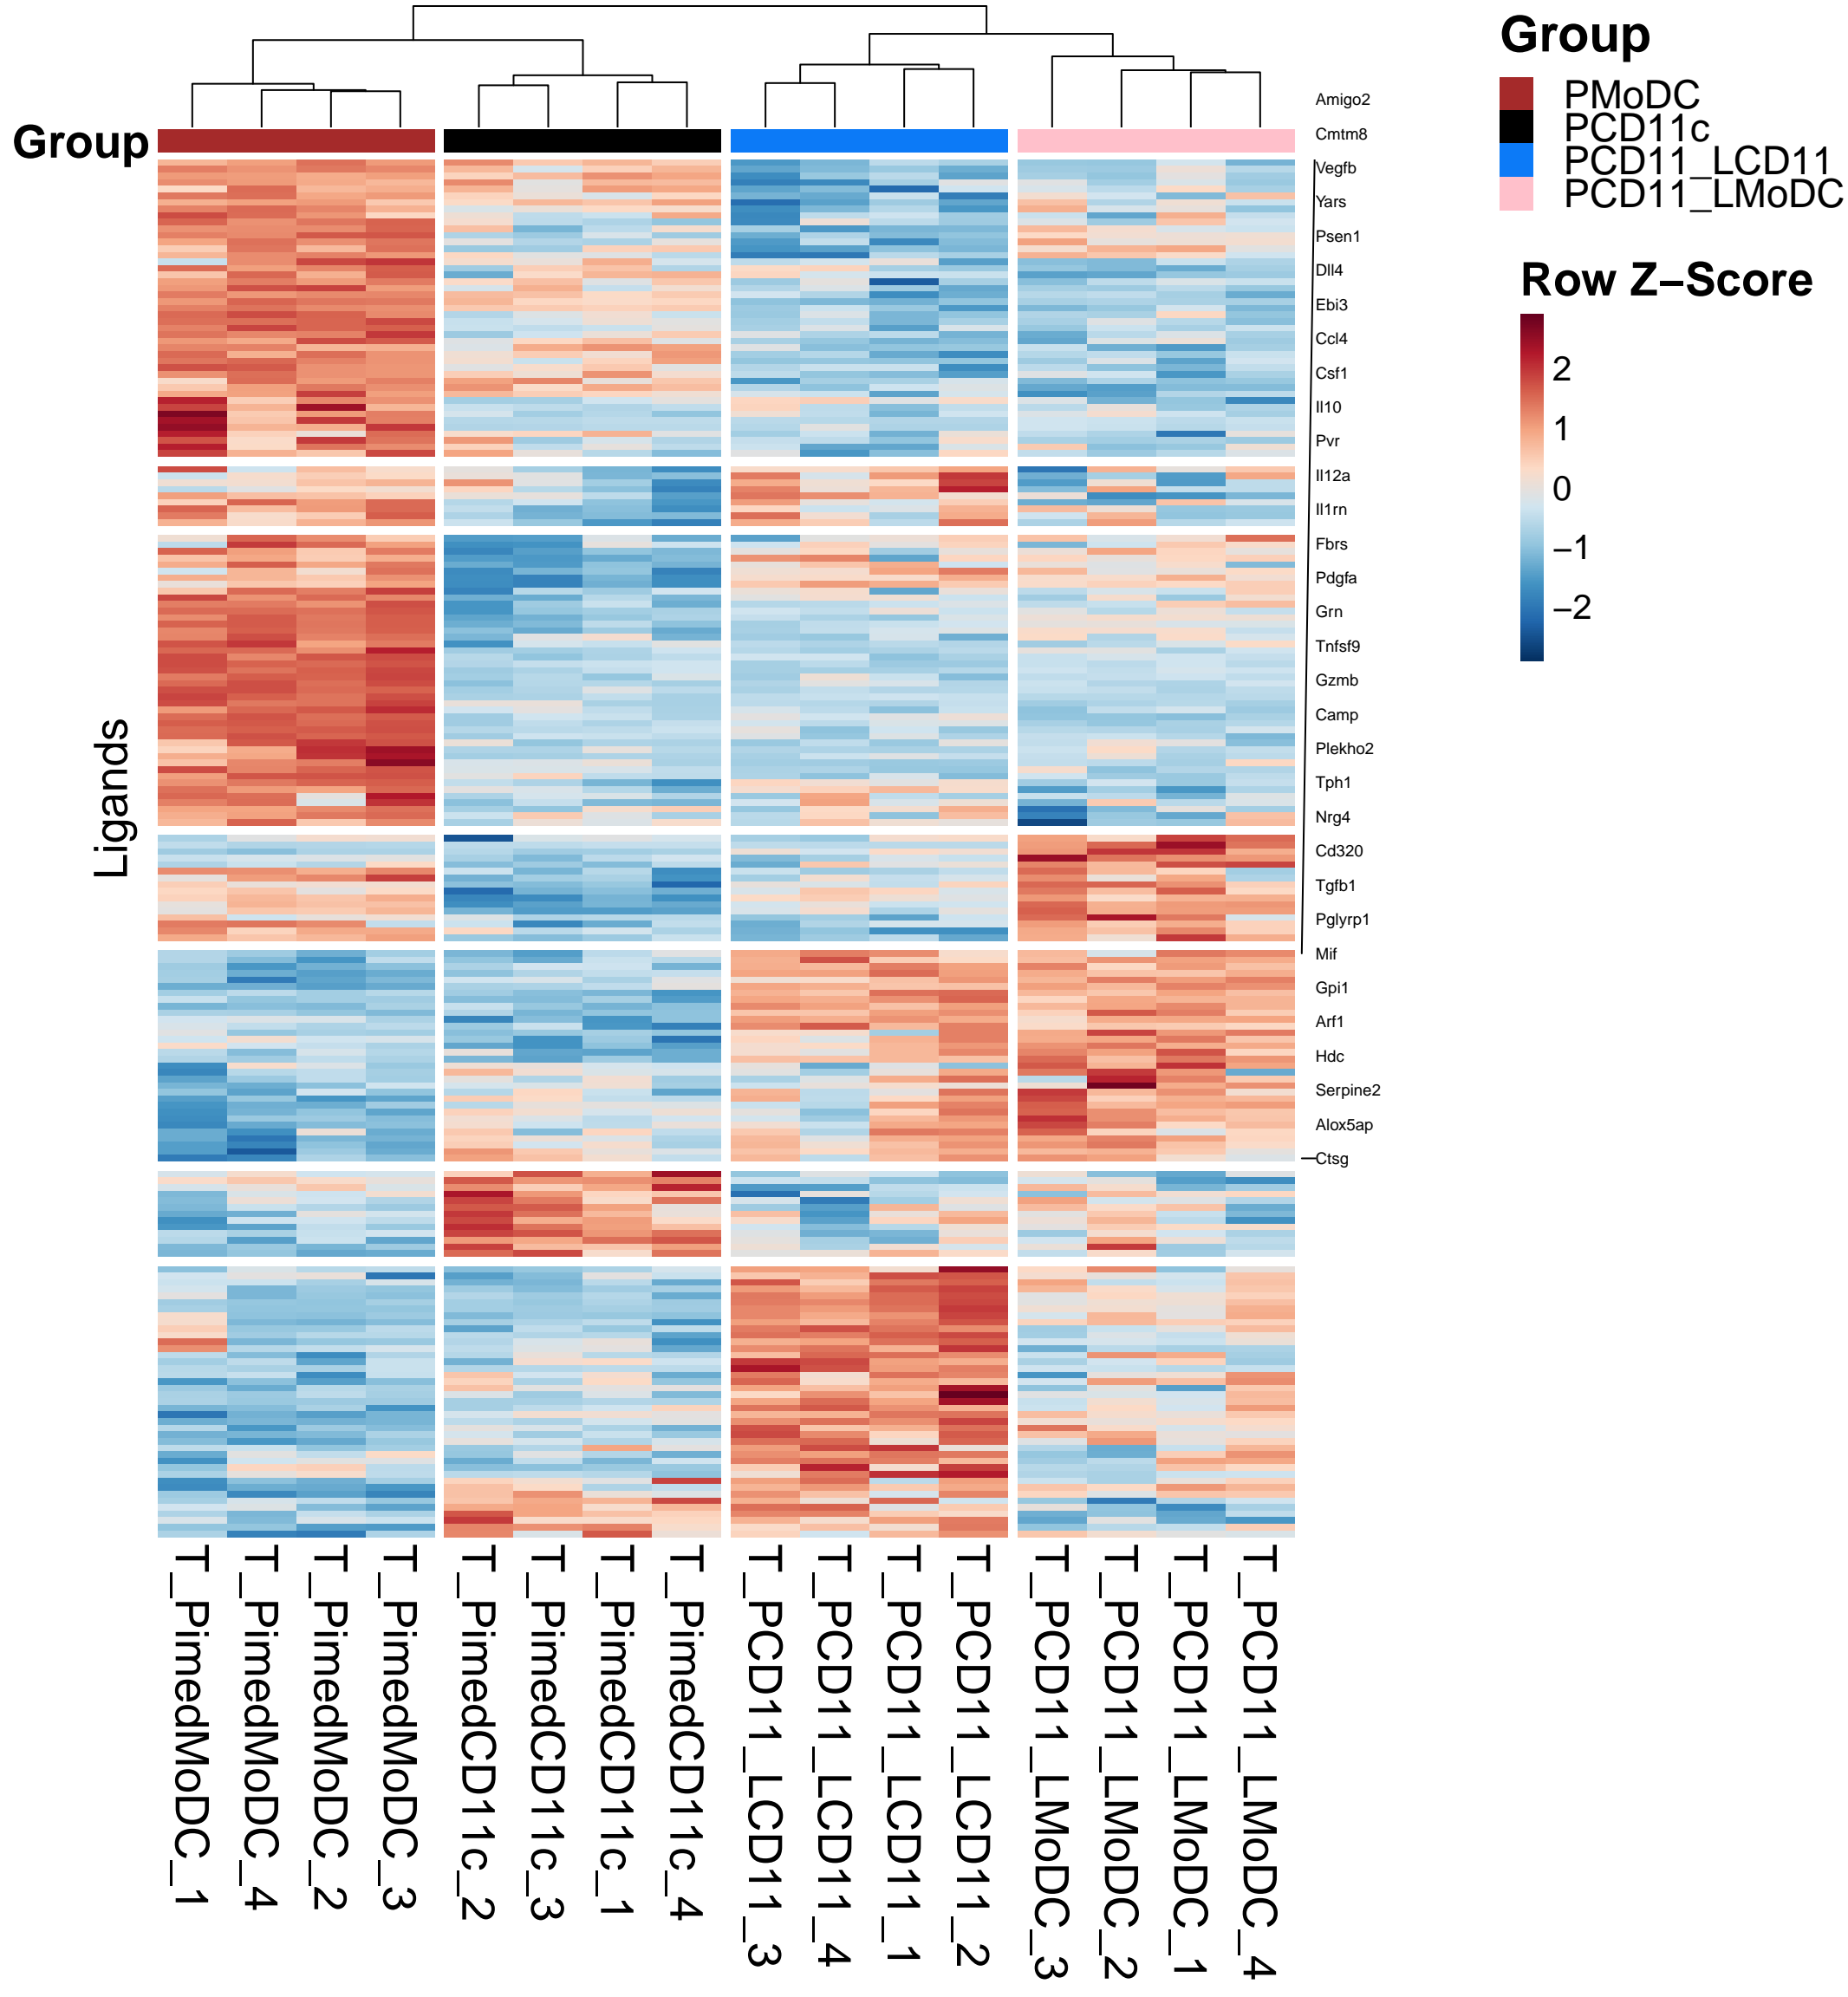 Group
Amigo2
Cmtm8
Vegfb
Yars
Psen1
Dll4
Ebi3
Ccl4
Csf1
Il10
Pvr
Il12a
Il1rn
Fbrs
Pdgfa
Grn
Tnfsf9
Gzmb
Camp
Plekho2
Tph1
Nrg4
Cd320
Tgfb1
Pglyrp1
Mif
Gpi1
Arf1
Hdc
Serpine2
Alox5ap
Ctsg
Ligands
T_PimedMoDC_1
T_PimedMoDC_4
T_PimedMoDC_2
T_PimedMoDC_3
T_PimedCD11c_2
T_PimedCD11c_3
T_PimedCD11c_1
T_PimedCD11c_4
T_PCD11_LCD11_3
T_PCD11_LCD11_4
T_PCD11_LCD11_1
T_PCD11_LCD11_2
T_PCD11_LMoDC_3
T_PCD11_LMoDC_2
T_PCD11_LMoDC_1
T_PCD11_LMoDC_4
Group
PMoDC
PCD11c
PCD11_LCD11
PCD11_LMoDC
Row Z−Score
2
1
0
−1
−2